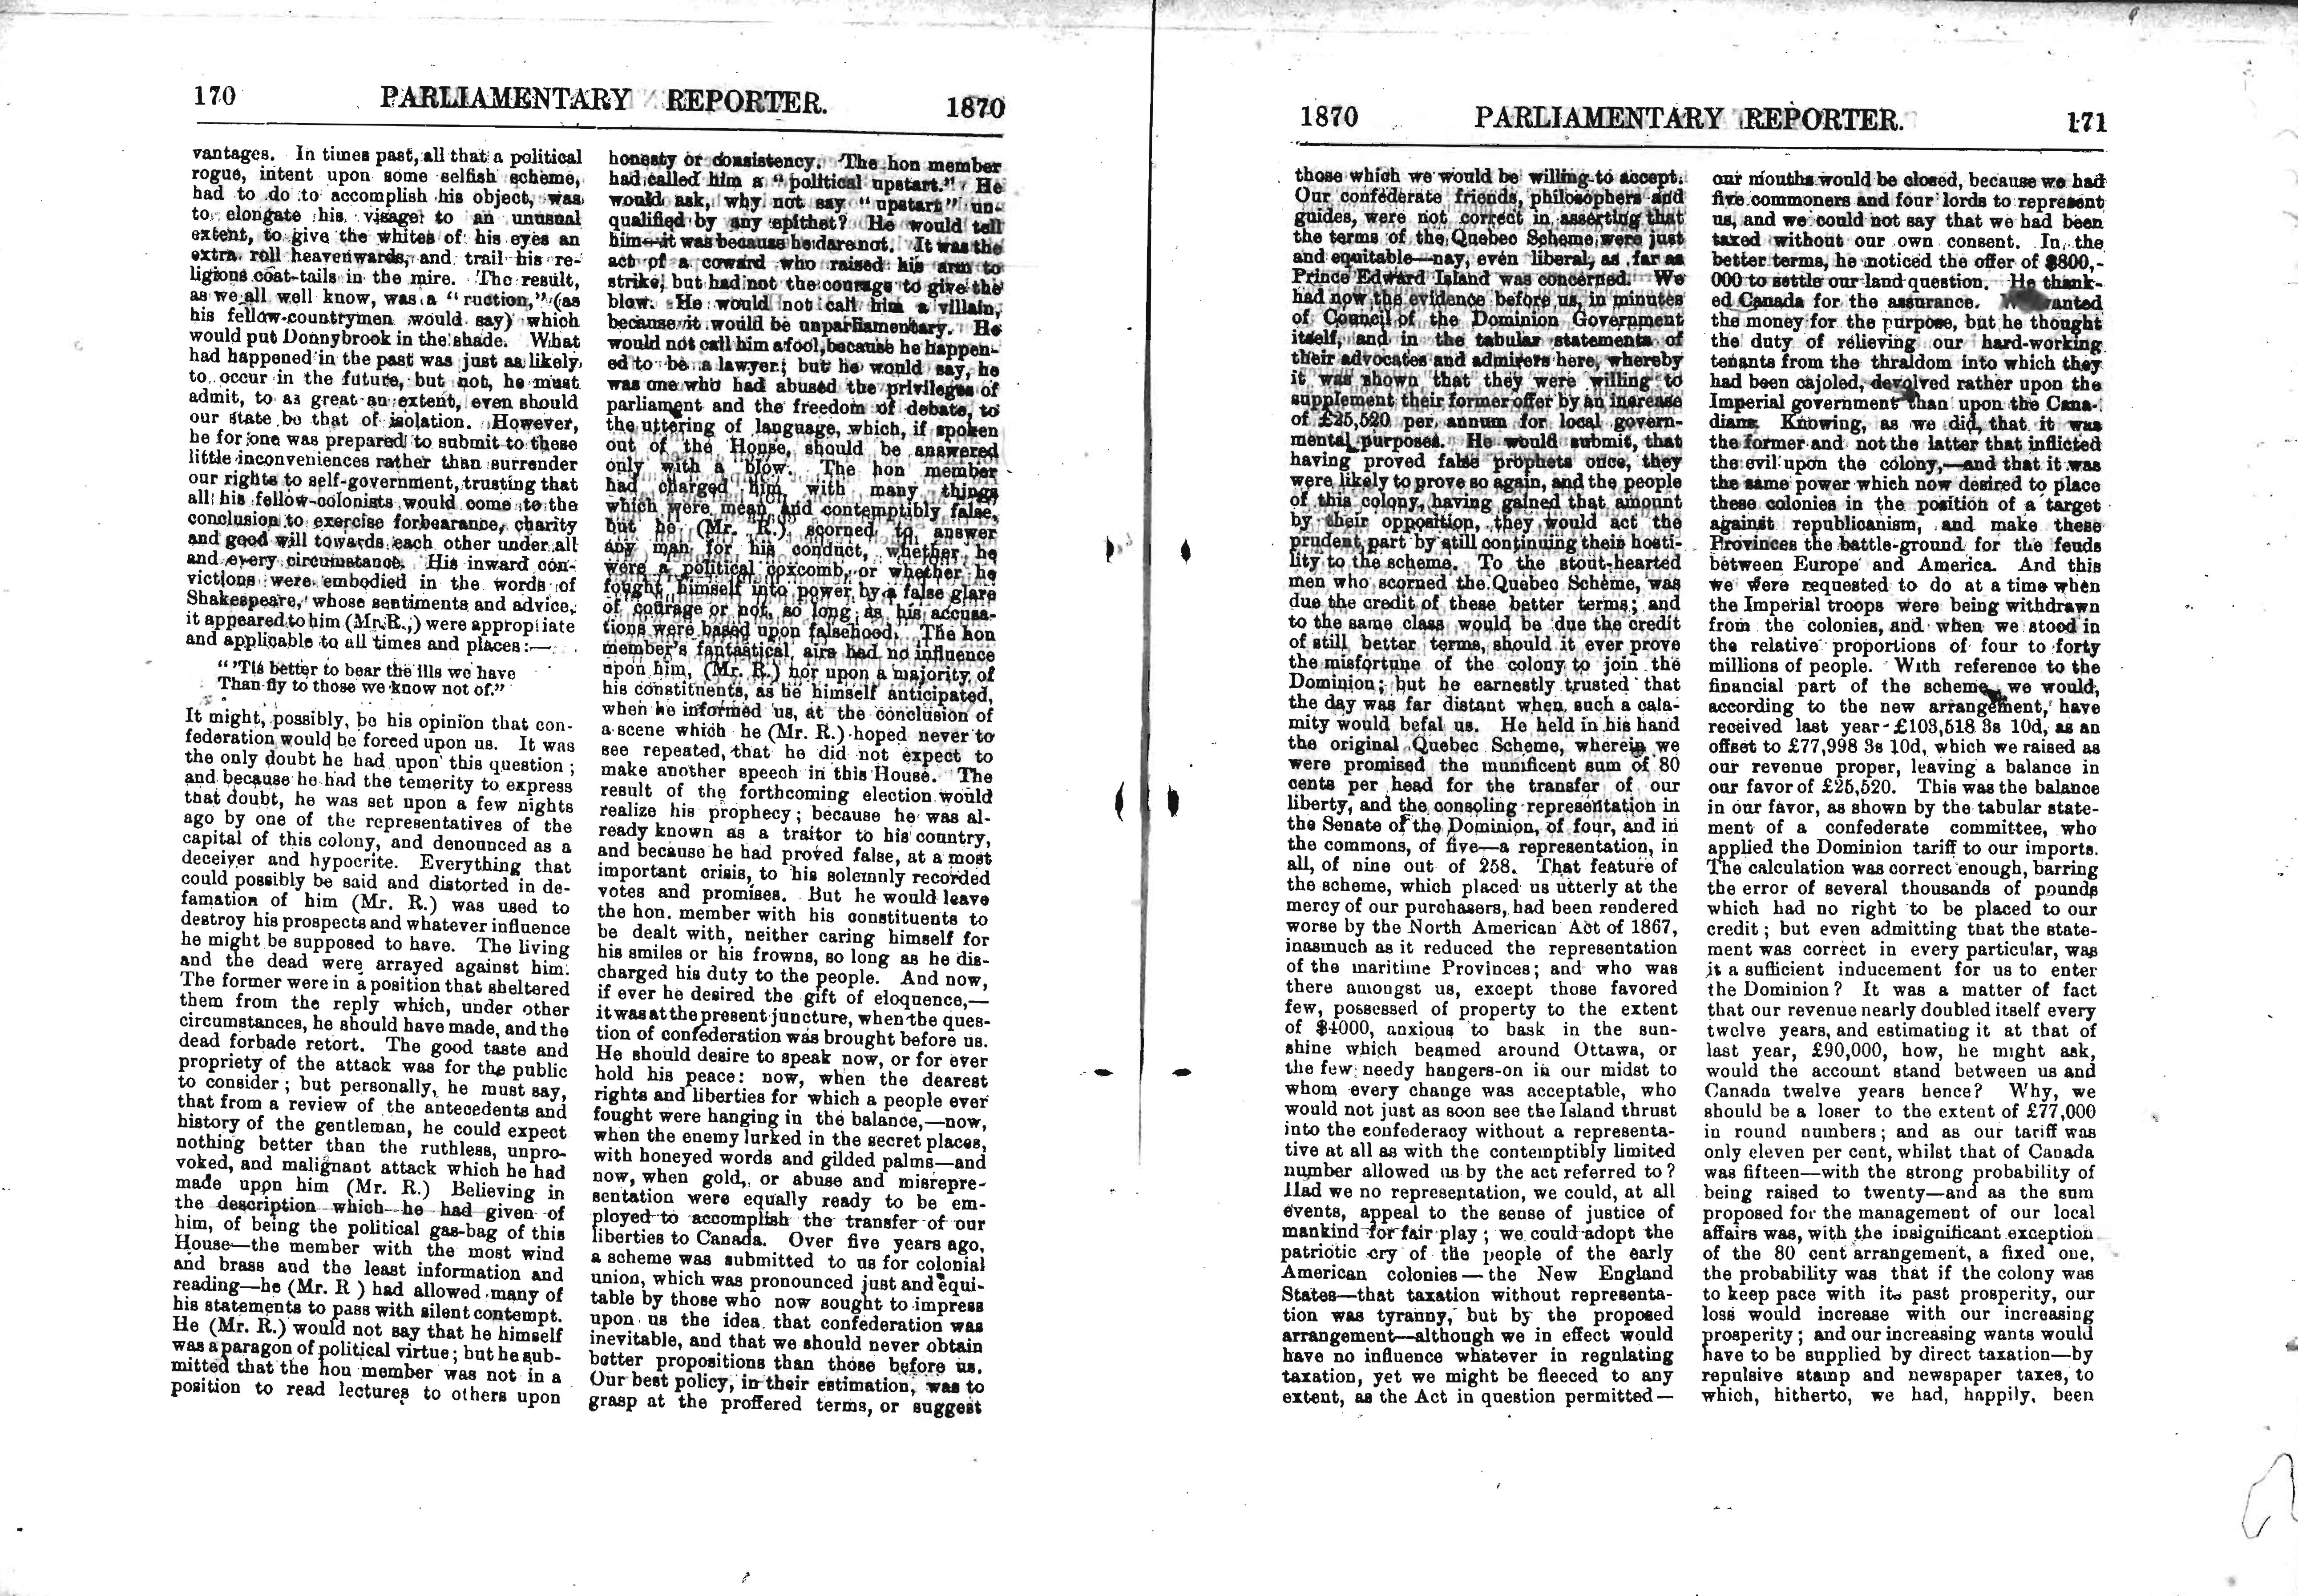 170 PARLIAMENTARY REPORTER. 1870
vantages. In times past, all that a political
rogue, intent upon some selfish scheme,
had to do to accomplish his object, was
to elongate his visage to an unusual
extent, to give the whites of his eyes an
extra roll heavenwards, and trail his re-
ligions coat-tails in the mire. The result,
as we all well know, was a "ruction," (as
his fellow-countrymen would say) which
would put Donnybrook in the shade. What
had happened in the past was just as likely
to occur in the future, but not, he must
admit, to as great an extent, even should
our state be that of isolation. However,
he for one was prepared to submit to these
little inconveniences rather than surrender
our rights to self-government, trusting that
all his fellow-colonists would come to the
conclusion to exercise forbearance, charity
and good will towards each other under all
and every circumstance. His inward con-
victions were embodied in the words of
Shakespeare, whose sentiments and advice,
it appeared to him (Mr. R.,) were appropriate
and applicable to all times and places:—
"'Tis better to bear the ills we have
Than fly to those we know not of."
It might, possibly, be his opinion that con-
federation would be forced upon us. It was
the only doubt he had upon this question;
and because he had the temerity to express
that doubt, he was set upon a few nights
ago by one of the representatives of the
capital of this colony, and denounced as a
deceiver and hypocrite. Everything that
could possibly be said and distorted in de-
famation of him (Mr. R.) was used to
destroy his prospects and whatever influence
he might be supposed to have. The living
and the dead were arrayed against him.
The former were in a position that sheltered
them from the reply which, under other
circumstances, he should have made, and the
dead forbade retort. The good taste and
propriety of the attack was for the public
to consider; but personally, he must say,
that from a review of the antecedents and
history of the gentleman, he could expect
nothing better than the ruthless, unpro-
voked, and malignant attack which he had
made upon him (Mr. R.) Believing in
the description which he had given of
him, of being the political gas-bag of this
House—the member with the most wind
and brass and the least information and
reading—he (Mr. R ) had allowed many of
his statements to pass with silent contempt.
He (Mr. R.) would not say that he himself
was a paragon of political virtue; but he sub-
mitted that the hon member was not in a
position to read lectures to others upon
honesty or consistency. The hon member
had called him a "political upstart." He
would ask, why not say "upstart" un-
qualified by any epithet? He would tell
him—it was because he dare not. It was the
act of a coward who raised his arm to
strike, but had not the courage to give the
blow. He would not call him a villain,
because it would be unparliamentary. He
would not call him a fool, because he happen-
ed to be a lawyer; but he would say, he
was one who had abused the privileges of
parliament and the freedom of debate, to
the uttering of language, which, if spoken
out of the House, should be answered
only with a blow. The hon member
had charged him with many things
which were mean and contemptibly false,
but he (Mr. R.) scorned to answer
any man for his conduct, whether he
were a political coxcomb, or whether he
fought himself into power by a false glare
of courage or not, so long as his accusa-
tions were based upon falsehood. The hon
member's fantastical airs had no influence
upon him, (Mr. R.) nor upon a majority of
his constituents, as he himself anticipated,
when he informed us, at the conclusion of
a scene which he (Mr. R.) hoped never to
see repeated, that he did not expect to
make another speech in this House. The
result of the forthcoming election would
realize his prophecy; because he was al-
ready known as a traitor to his country,
and because he had proved false, at a most
important crisis, to his solemnly recorded
votes and promises. But he would leave
the hon. member with his constituents to
be dealt with, neither caring himself for
his smiles or his frowns, so long as he dis-
charged his duty to the people. And now,
if ever he desired the gift of eloquence,—
it was at the present juncture, when the ques-
tion of confederation was brought before us.
He should desire to speak now, or for ever
hold his peace: now, when the dearest
rights and liberties for which a people ever
fought were hanging in the balance,—now,
when the enemy lurked in the secret places,
with honeyed words and gilded palms—and
now, when gold, or abuse and misrepre-
sentation were equally ready to be em-
ployed to accomplish the transfer of our
liberties to Canada. Over five years ago,
a scheme was submitted to us for colonial
union, which was pronounced just and equi-
table by those who now sought to impress
upon us the idea that confederation was
inevitable, and that we should never obtain
better propositions than those before us.
Our best policy, in their estimation, was to
grasp at the proffered terms, or suggest
1870 PARLIAMENTARY REPORTER. 171
those which we would be willing to accept.
Our confederate friends, philosophers and
guides, were not correct in asserting that
the terms of the Quebec Scheme were just
and equitable—nay, even liberal, as far as
Prince Edward Island was concerned. We
had now the evidence before us, in minutes
of Council of the Dominion Government
itself, and in the tabular statements of
their advocates and admirers here, whereby
it was shown that they were willing to
supplement their former offer by an increase
of £25,520 per annum for local govern-
mental purposes. He would submit, that
having proved false prophets once, they
were likely to prove so again, and the people
of this colony, having gained that amount
by their opposition, they would act the
prudent part by still continuing their hosti-
lity to the scheme. To the stout-hearted
men who scorned the Quebec Scheme, was
due the credit of these better terms; and
to the same class would be due the credit
of still better terms, should it ever prove
the misfortune of the colony to join the
Dominion; but he earnestly trusted that
the day was far distant when such a cala-
mity would befal us. He held in his hand
the original Quebec Scheme, wherein we
were promised the munificent sum of 80
cents per head for the transfer of our
liberty, and the consoling representation in
the Senate of the Dominion, of four, and in
the commons, of five—a representation, in
all, of nine out of 258. That feature of
the scheme, which placed us utterly at the
mercy of our purchasers, had been rendered
worse by the North American Act of 1867,
inasmuch as it reduced the representation
of the maritime Provinces; and who was
there amongst us, except those favored
few, possessed of property to the extent
of $4000, anxious to bask in the sun-
shine which beamed around Ottawa, or
the few needy hangers-on in our midst to
whom every change was acceptable, who
would not just as soon see the Island thrust
into the confederacy without a representa-
tive at all as with the contemptibly limited
number allowed us by the act referred to?
Had we no representation, we could, at all
events, appeal to the sense of justice of
mankind for fair play; we could adopt the
patriotic cry of the people of the early
American colonies—the New England
States—that taxation without representa-
tion was tyranny, but by the proposed
arrangement—although we in effect would
have no influence whatever in regulating
taxation, yet we might be fleeced to any
extent, as the Act in question permitted—
our mouths would be closed, because we had
five commoners and four lords to represent
us, and we could not say that we had been
taxed without our own consent. In the
better terms, he noticed the offer of $800,-
000 to settle our land question. He thank-
ed Canada for the assurance. We wanted
the money for the purpose, but he thought
the duty of relieving our hard-working
tenants from the thraldom into which they
had been cajoled, devolved rather upon the
Imperial government than upon the Cana-
dians. Knowing, as we did, that it was
the former and not the latter that inflicted
the evil upon the colony,—and that it was
the same power which now desired to place
these colonies in the position of a target
against republicanism, and make these
Provinces the battle-ground for the feuds
between Europe and America. And this
we were requested to do at a time when
the Imperial troops were being withdrawn
from the colonies, and when we stood in
the relative proportions of four to forty
millions of people. With reference to the
financial part of the scheme, we would,
according to the new arrangement, have
received last year £103,518 3s 10d, as an
offset to £77,998 3s 10d, which we raised as
our revenue proper, leaving a balance in
our favor of £25,520. This was the balance
in our favor, as shown by the tabular state-
ment of a confederate committee, who
applied the Dominion tariff to our imports.
The calculation was correct enough, barring
the error of several thousands of pounds
which had no right to be placed to our
credit; but even admitting that the state-
ment was correct in every particular, was
it a sufficient inducement for us to enter
the Dominion? It was a matter of fact
that our revenue nearly doubled itself every
twelve years, and estimating it at that of
last year, £90,000, how, he might ask,
would the account stand between us and
Canada twelve years hence? Why, we
should be a loser to the extent of £77,000
in round numbers; and as our tariff was
only eleven per cent, whilst that of Canada
was fifteen—with the strong probability of
being raised to twenty—and as the sum
proposed for the management of our local
affairs was, with the insignificant exception
of the 80 cent arrangement, a fixed one,
the probability was that if the colony was
to keep pace with its past prosperity, our
loss would increase with our increasing
prosperity; and our increasing wants would
have to be supplied by direct taxation—by
repulsive stamp and newspaper taxes, to
which, hitherto, we had, happily, been